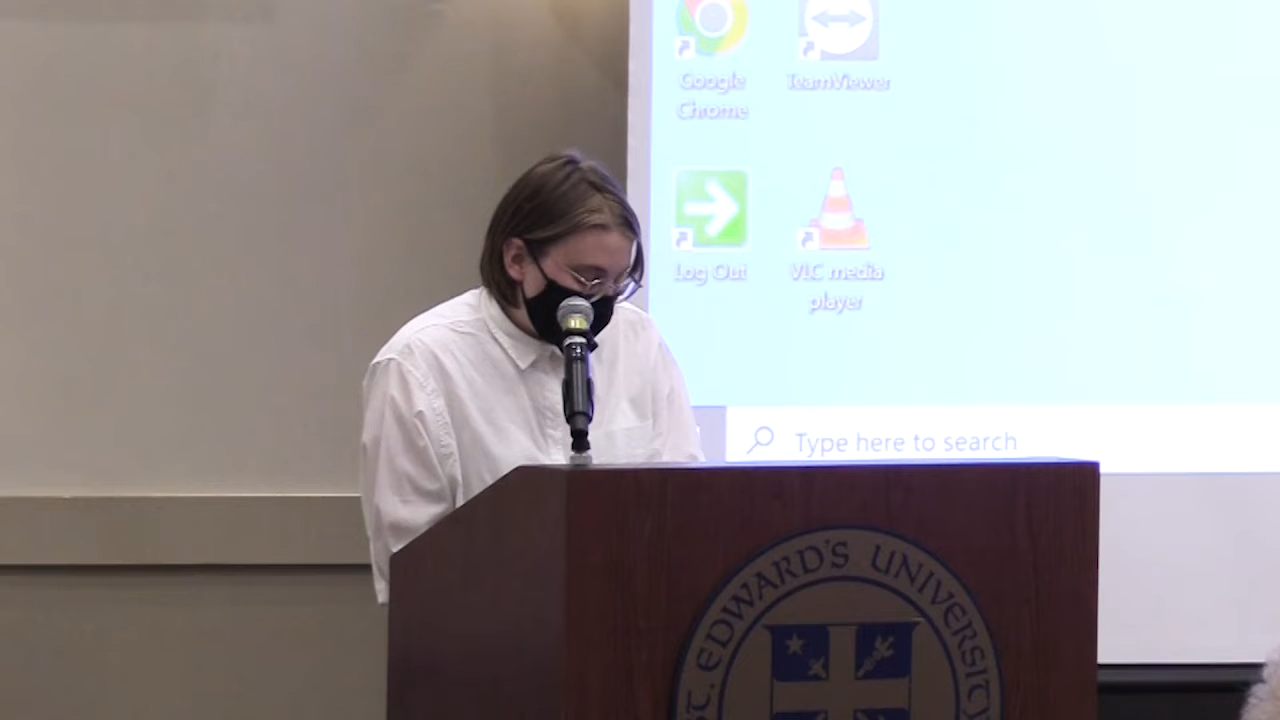 Google
Chrome
TeamViewer
Log Out
VLC media
player
Type here to search
ST. EDWARD'S UNIVERSITY